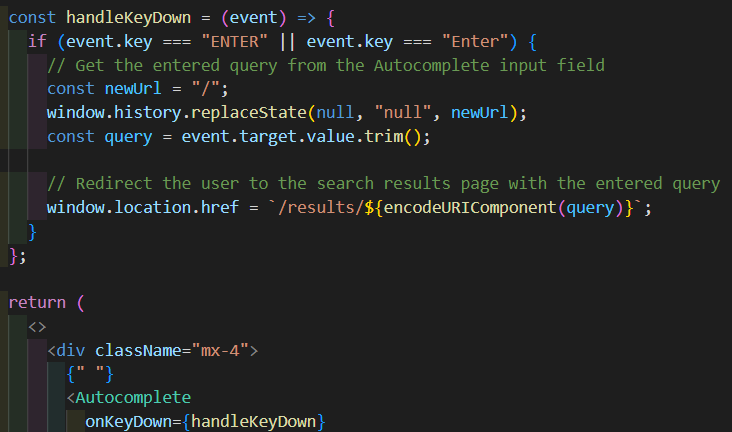 const handleKeyDown = (event) => {
if (event.key === "ENTER" || event.key === "Enter") {
// Get the entered query from the Autocomplete input field
const newUrl = "/";
window.history.replaceState(null, "null", newUrl);
const query = event.target.value.trim();
// Redirect the user to the search results page with the entered query
window.location.href = `/results/${encodeURIComponent(query)}`;
}
};
return (
<>
<div className="mx-4">
{" "}
<Autocomplete
onKeyDown={handleKeyDown}